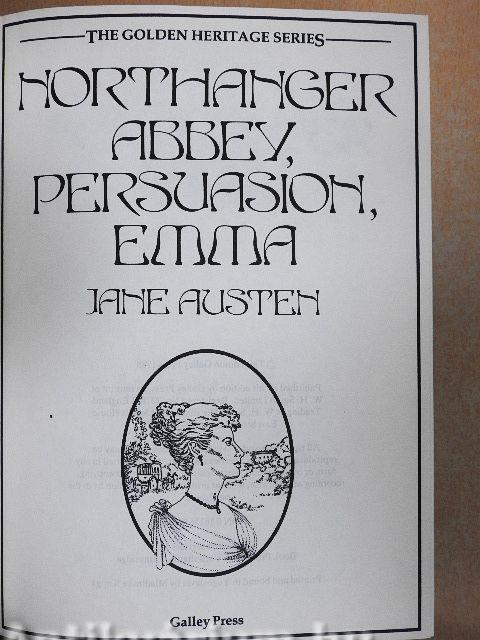 THE GOLDEN HERITAGE SERIES
NORTHANGER
ABBEY,
PERSUASION,
EMMA
JANE AUSTEN
Galley Press